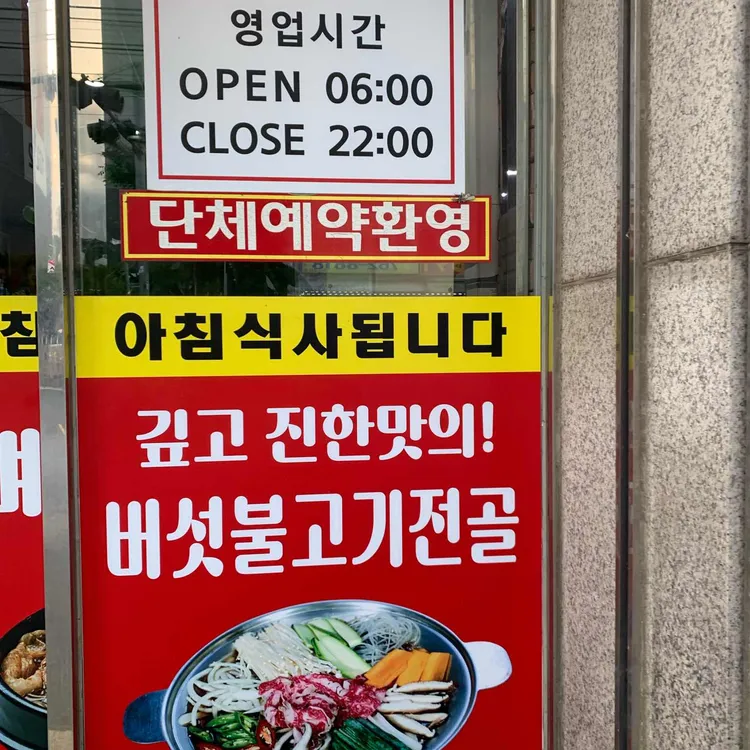 영업시간
OPEN 06:00
CLOSE 22:00
단체예약환영
아침식사됩니다
깊고 진한맛의!
버섯불고기전골
침